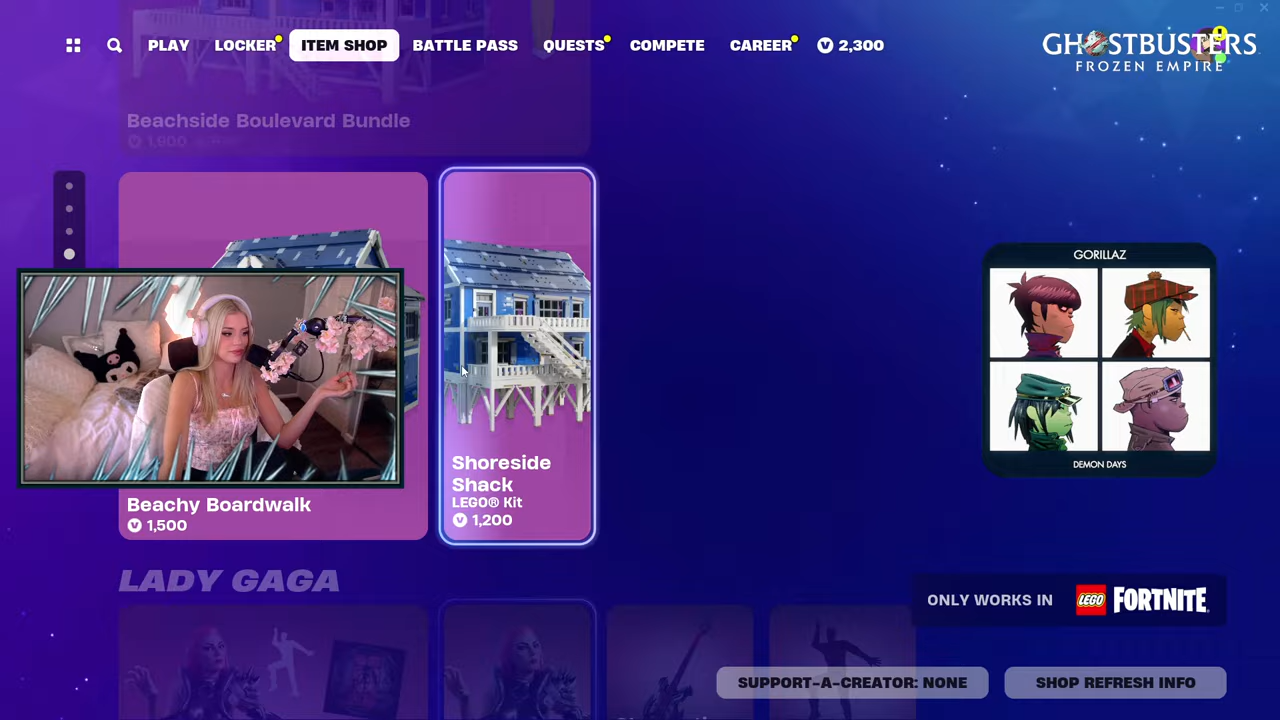 PLAY
LOCKER
ITEM SHOP
BATTLE PASS
QUESTS
COMPETE
CAREER
2,300
GHOSTBUSTERS
FROZEN EMPIRE
Beachside Boulevard Bundle
1,900
Beachy Boardwalk
1,500
Shoreside
Shack
LEGO® Kit
1,200
GORILLAZ
DEMON DAYS
LADY GAGA
ONLY WORKS IN
LEGO FORTNITE
SUPPORT-A-CREATOR: NONE
SHOP REFRESH INFO